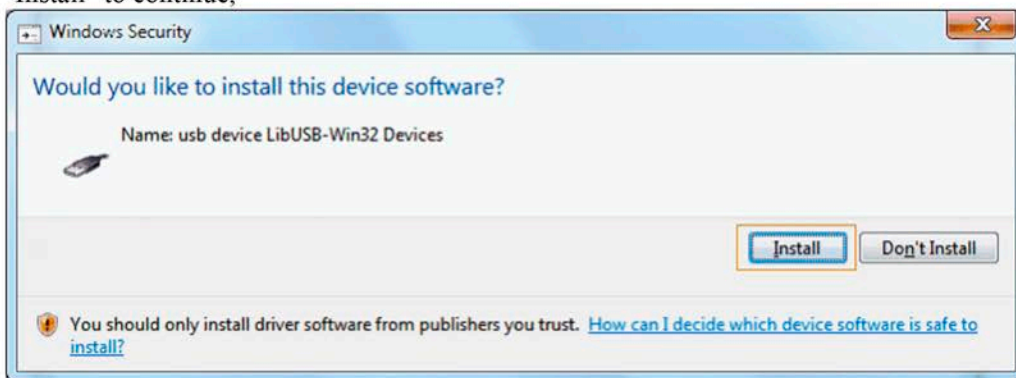 "Install" to continue;
Windows Security
Would you like to install this device software?
Name: usb device LibUSB-Win32 Devices
Install
Don't Install
You should only install driver software from publishers you trust. How can I decide which device software is safe to
install?